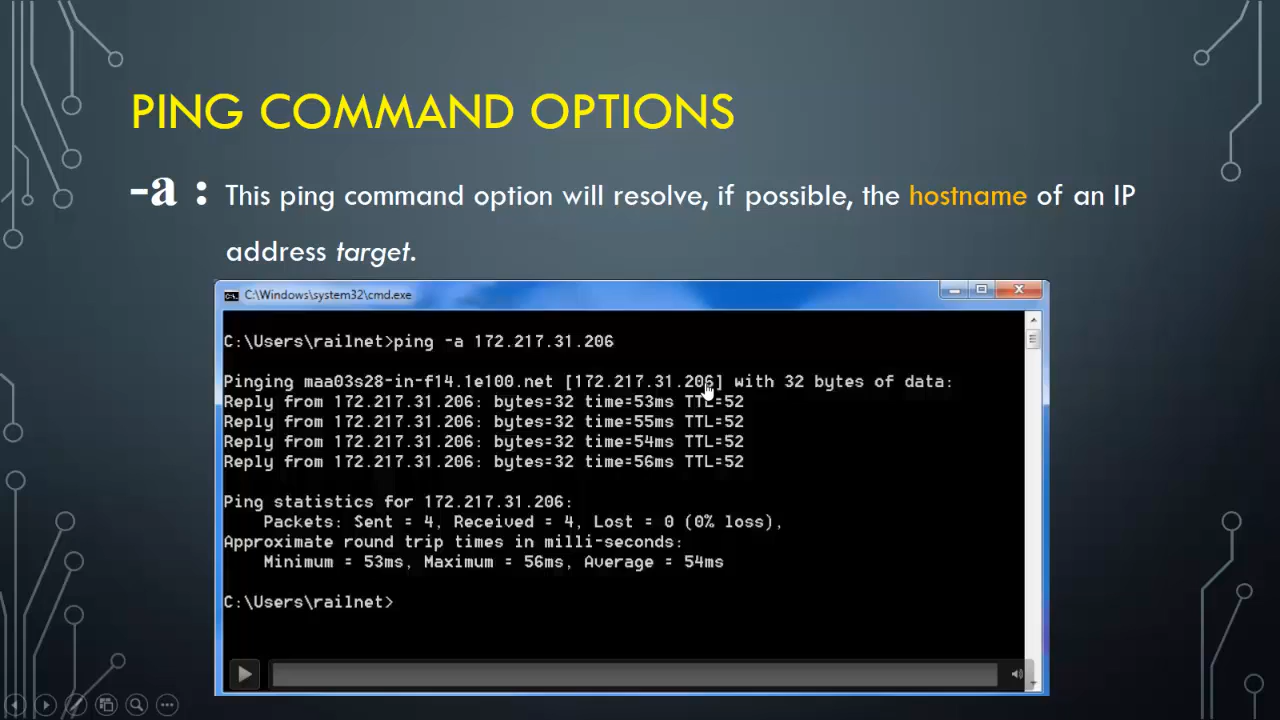 PING COMMAND OPTIONS
-a : This ping command option will resolve, if possible, the hostname of an IP
address target.
C:\Windows\system32\cmd.exe
C:\Users\railnet>ping -a 172.217.31.206
Pinging maa03s28-in-f14.1e100.net [172.217.31.206] with 32 bytes of data:
Reply from 172.217.31.206: bytes=32 time=53ms TTL=52
Reply from 172.217.31.206: bytes=32 time=55ms TTL=52
Reply from 172.217.31.206: bytes=32 time=54ms TTL=52
Reply from 172.217.31.206: bytes=32 time=56ms TTL=52
Ping statistics for 172.217.31.206:
Packets: Sent = 4, Received = 4, Lost = 0 (0% loss),
Approximate round trip times in milli-seconds:
Minimum = 53ms, Maximum = 56ms, Average = 54ms
C:\Users\railnet>